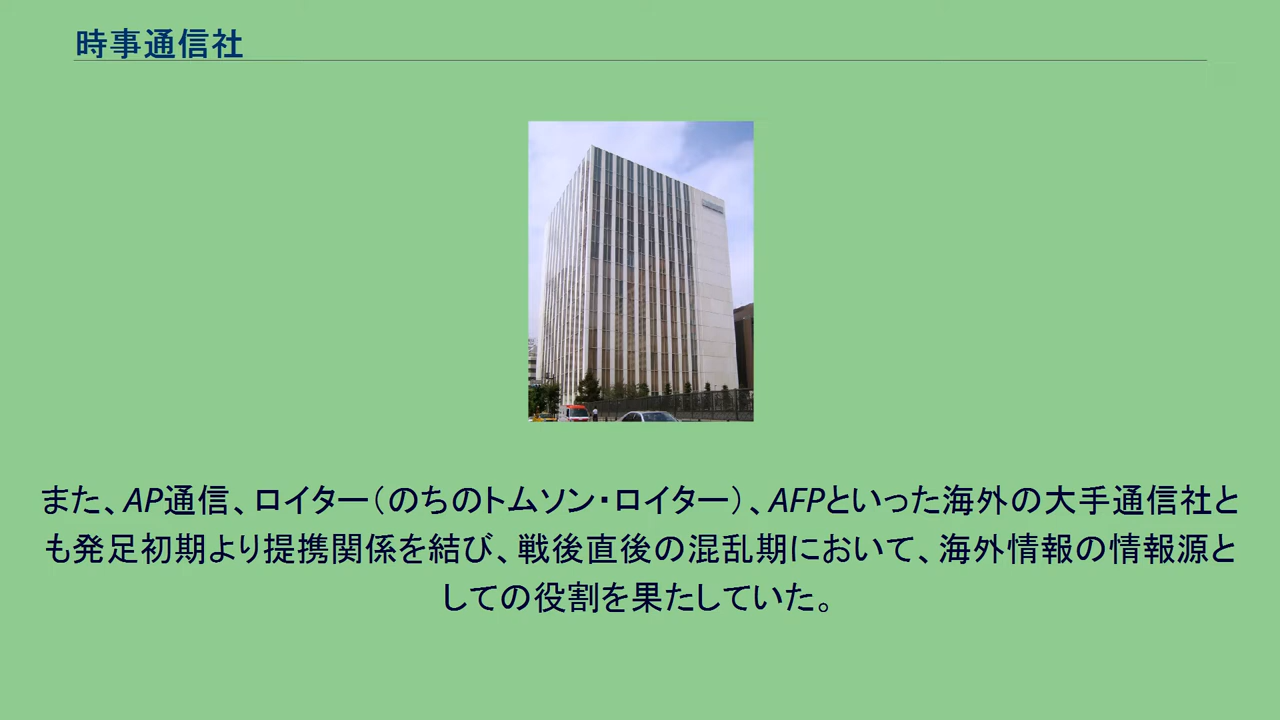 時事通信社
また、AP通信、ロイター（のちのトムソン・ロイター）、AFPといった海外の大手通信社と
も発足初期より提携関係を結び、戦後直後の混乱期において、海外情報の情報源と
しての役割を果たしていた。